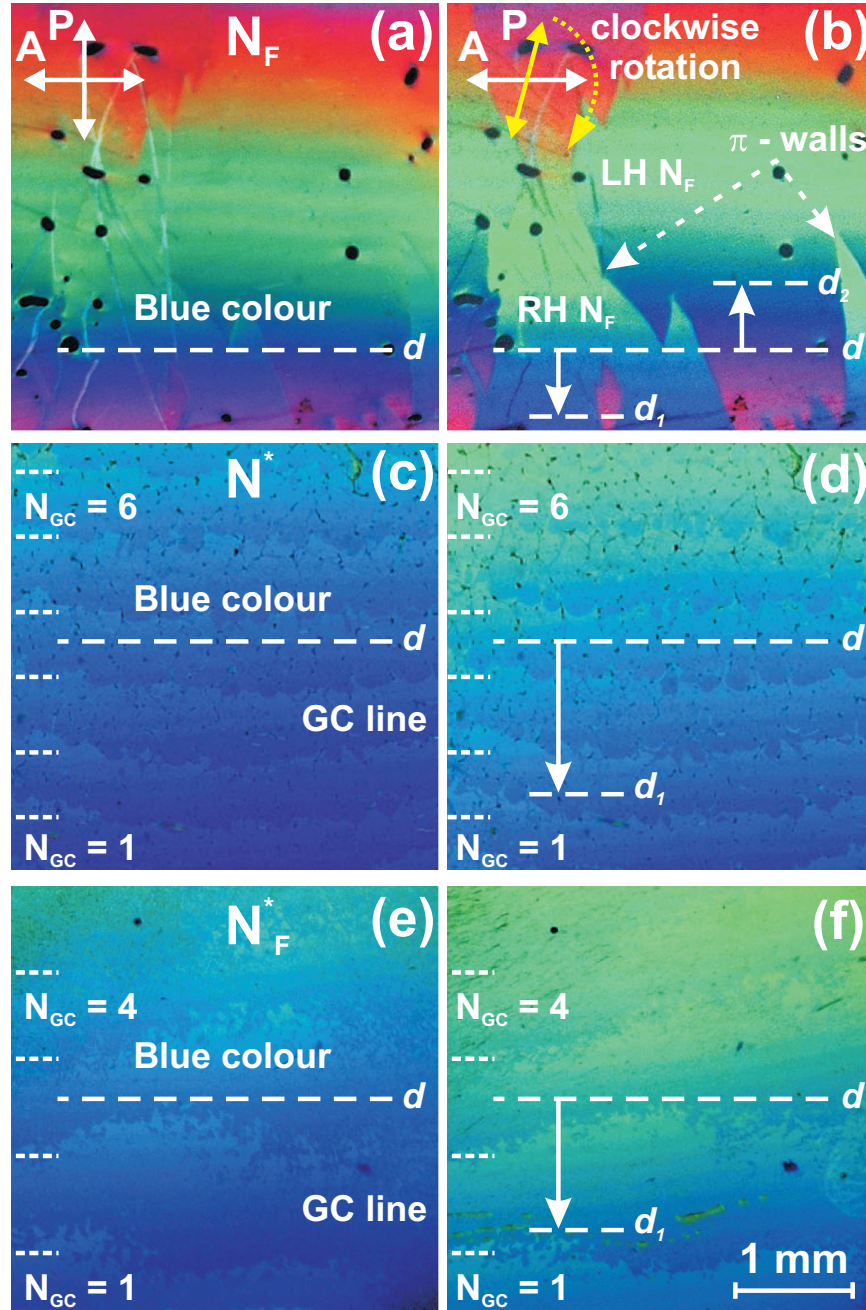 P
A
N_F
(a)
Blue colour
d
P
A
clockwise
rotation
(b)
π - walls
LH N_F
d_2
RH N_F
d
d_1
N*
(c)
N_GC = 6
Blue colour
d
GC line
N_GC = 1
(d)
N_GC = 6
d
d_1
N_GC = 1
N*_F
(e)
N_GC = 4
Blue colour
d
GC line
N_GC = 1
(f)
N_GC = 4
d
d_1
1 mm
N_GC = 1